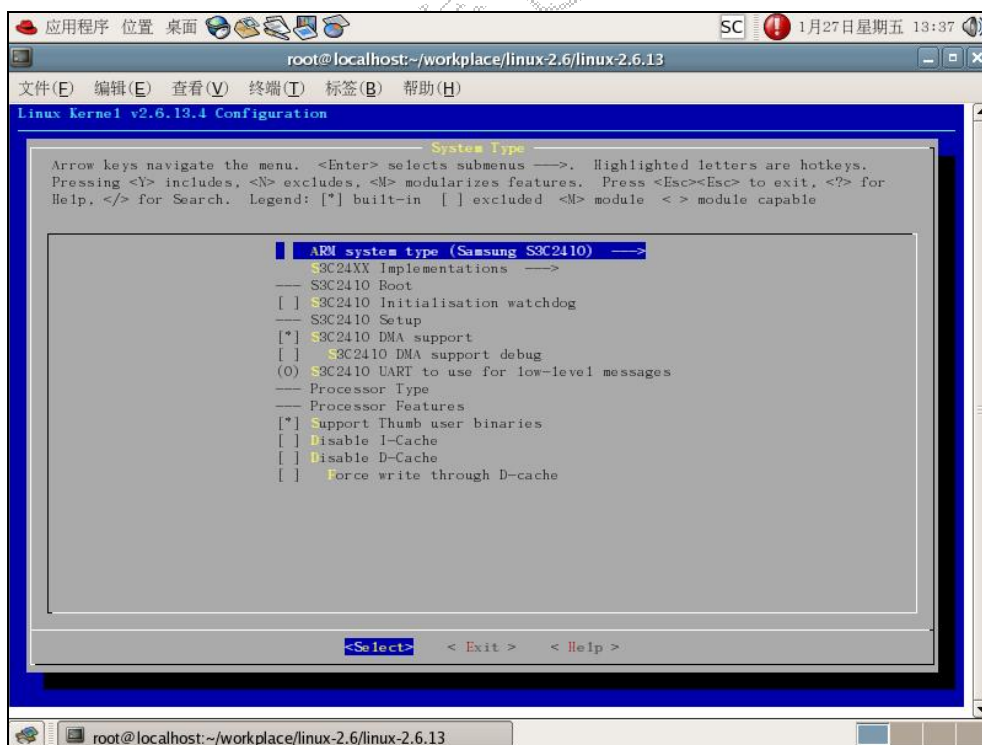 应用程序 位置 桌面 SC 1月27日星期五 13:37
root@localhost:~/workplace/linux-2.6/linux-2.6.13
文件(F) 编辑(E) 查看(V) 终端(T) 标签(B) 帮助(H)
Linux Kernel v2.6.13.4 Configuration
System Type
Arrow keys navigate the menu. <Enter> selects submenus --->. Highlighted letters are hotkeys.
Pressing <Y> includes, <N> excludes, <M> modularizes features. Press <Esc><Esc> to exit, <?> for
Help, </> for Search. Legend: [*] built-in [ ] excluded <M> module < > module capable
ARM system type (Samsung S3C2410) --->
S3C24XX Implementations --->
--- S3C2410 Boot
[ ] S3C2410 Initialisation watchdog
--- S3C2410 Setup
[*] S3C2410 DMA support
[ ] S3C2410 DMA support debug
(0) S3C2410 UART to use for low-level messages
--- Processor Type
--- Processor Features
[*] Support Thumb user binaries
[ ] Disable I-Cache
[ ] Disable D-Cache
[ ] Force write through D-cache
<Select> < Exit > < Help >
root@localhost:~/workplace/linux-2.6/linux-2.6.13